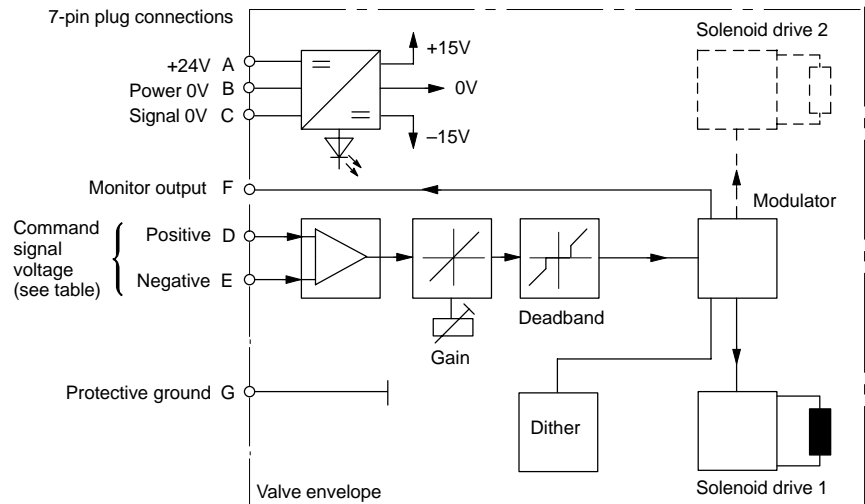 7-pin plug connections
Solenoid drive 2
+24V A
+15V
Power 0V B
0V
Signal 0V C
–15V
Monitor output F
Modulator
Command
signal
voltage
(see table)
Positive D
Negative E
Deadband
Gain
Protective ground G
Dither
Valve envelope
Solenoid drive 1